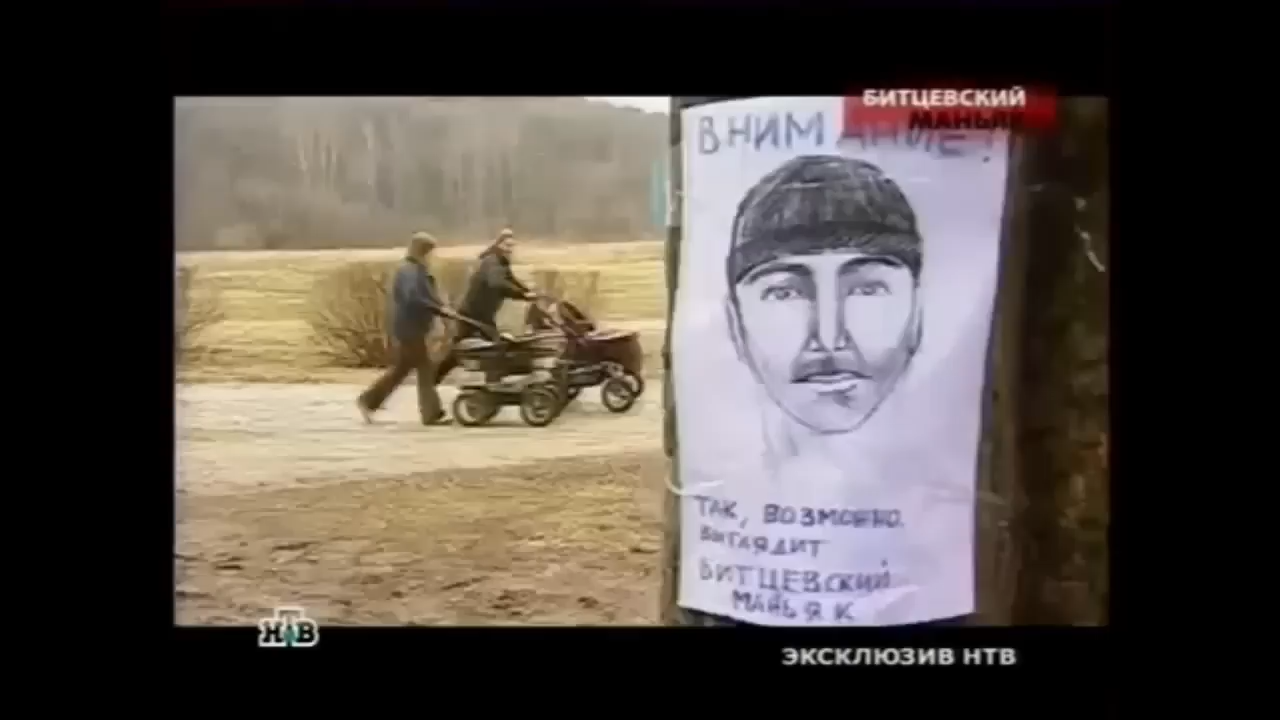 БИТЦЕВСКИЙ
МАНЬЯК
ВНИМАНИЕ!
ТАК, ВОЗМОЖНО
ВЫГЛЯДИТ
БИТЦЕВСКИЙ
МАНЬЯК
НТВ
ЭКСКЛЮЗИВ НТВ